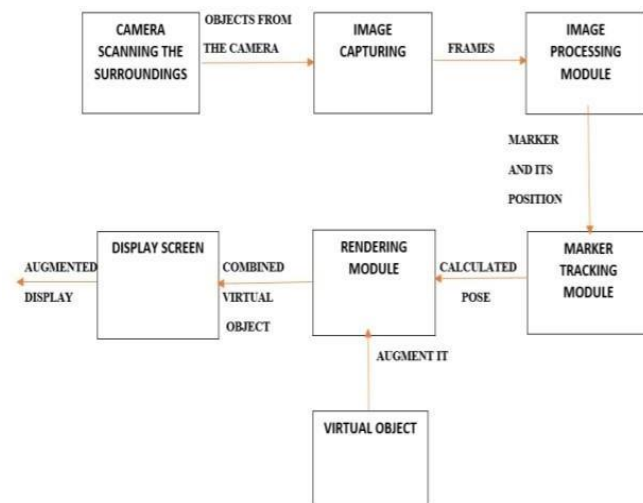 CAMERA
SCANNING THE
SURROUNDINGS
OBJECTS FROM
THE CAMERA
IMAGE
CAPTURING
FRAMES
IMAGE
PROCESSING
MODULE
MARKER
AND ITS
POSITION
MARKER
TRACKING
MODULE
CALCULATED
POSE
RENDERING
MODULE
AUGMENT IT
VIRTUAL OBJECT
COMBINED
VIRTUAL
OBJECT
DISPLAY SCREEN
AUGMENTED
DISPLAY